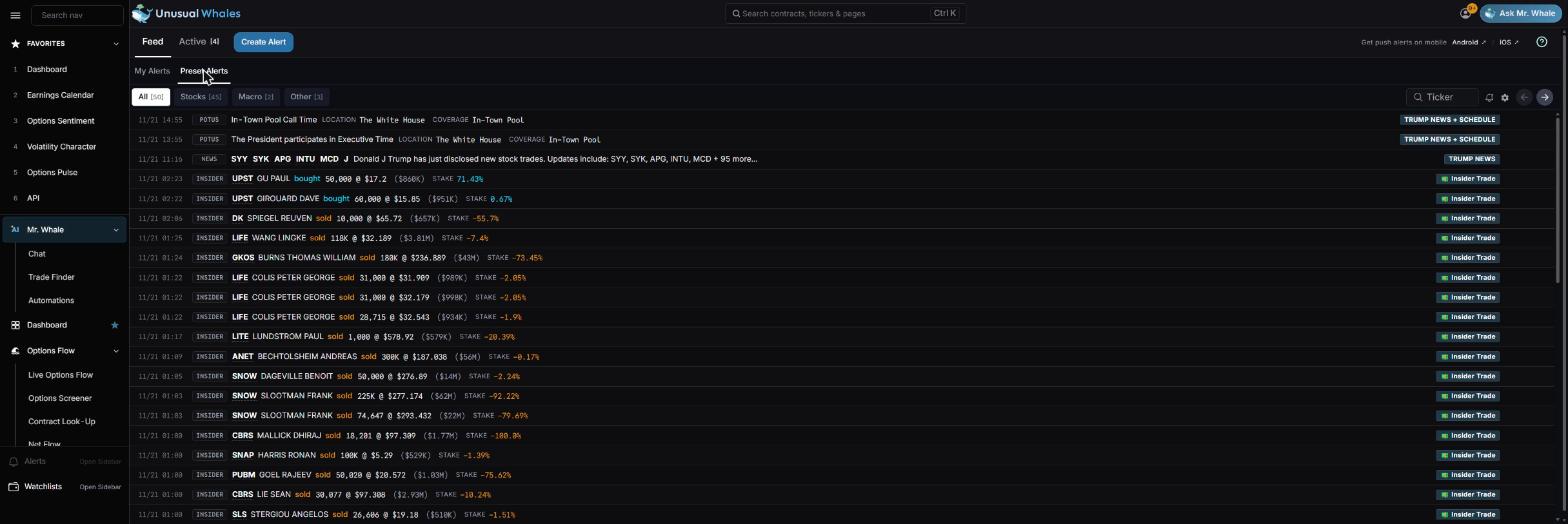 Search nav
Unusual Whales
Search contracts, tickers & pages Ctrl K
9+ Ask Mr. Whale
FAVORITES
1 Dashboard
2 Earnings Calendar
3 Options Sentiment
4 Volatility Character
5 Options Pulse
6 API
AI Mr. Whale
Chat
Trade Finder
Automations
Dashboard
Options Flow
Live Options Flow
Options Screener
Contract Look-Up
Net Flow
Alerts Open Sidebar
Watchlists Open Sidebar
Feed Active [4] Create Alert
Get push alerts on mobile Android ↗ / iOS ↗
My Alerts Preset Alerts
All [50] Stocks [45] Macro [2] Other [3]
Ticker
11/21 14:55 POTUS In-Town Pool Call Time LOCATION The White House COVERAGE In-Town Pool TRUMP NEWS + SCHEDULE
11/21 13:55 POTUS The President participates in Executive Time LOCATION The White House COVERAGE In-Town Pool TRUMP NEWS + SCHEDULE
11/21 11:16 NEWS SYY SYK APG INTU MCD J Donald J Trump has just disclosed new stock trades. Updates include: SYY, SYK, APG, INTU, MCD + 95 more... TRUMP NEWS
11/21 02:23 INSIDER UPST GU PAUL bought 50,000 @ $17.2 ($860K) STAKE 71.43% Insider Trade
11/21 02:22 INSIDER UPST GIROUARD DAVE bought 60,000 @ $15.85 ($951K) STAKE 0.67% Insider Trade
11/21 02:06 INSIDER DK SPIEGEL REUVEN sold 10,000 @ $65.72 ($657K) STAKE -55.7% Insider Trade
11/21 01:25 INSIDER LIFE WANG LINGKE sold 118K @ $32.189 ($3.81M) STAKE -7.4% Insider Trade
11/21 01:24 INSIDER GKOS BURNS THOMAS WILLIAM sold 180K @ $236.889 ($43M) STAKE -73.45% Insider Trade
11/21 01:22 INSIDER LIFE COLIS PETER GEORGE sold 31,000 @ $31.909 ($989K) STAKE -2.05% Insider Trade
11/21 01:22 INSIDER LIFE COLIS PETER GEORGE sold 31,000 @ $32.179 ($998K) STAKE -2.05% Insider Trade
11/21 01:22 INSIDER LIFE COLIS PETER GEORGE sold 28,715 @ $32.543 ($934K) STAKE -1.9% Insider Trade
11/21 01:17 INSIDER LITE LUNDSTROM PAUL sold 1,000 @ $578.92 ($579K) STAKE -20.39% Insider Trade
11/21 01:09 INSIDER ANET BECHTOLSHEIM ANDREAS sold 300K @ $187.038 ($56M) STAKE -0.17% Insider Trade
11/21 01:05 INSIDER SNOW DAGEVILLE BENOIT sold 50,000 @ $276.89 ($14M) STAKE -2.24% Insider Trade
11/21 01:03 INSIDER SNOW SLOOTMAN FRANK sold 225K @ $277.174 ($62M) STAKE -92.22% Insider Trade
11/21 01:03 INSIDER SNOW SLOOTMAN FRANK sold 74,647 @ $293.432 ($22M) STAKE -79.69% Insider Trade
11/21 01:00 INSIDER CBRS MALLICK DHIRAJ sold 18,201 @ $97.309 ($1.77M) STAKE -100.0% Insider Trade
11/21 01:00 INSIDER SNAP HARRIS RONAN sold 100K @ $5.29 ($529K) STAKE -1.39% Insider Trade
11/21 01:00 INSIDER PUBM GOEL RAJEEV sold 50,020 @ $20.572 ($1.03M) STAKE -75.62% Insider Trade
11/21 01:00 INSIDER CBRS LIE SEAN sold 30,077 @ $97.308 ($2.93M) STAKE -10.24% Insider Trade
11/21 01:00 INSIDER SLS STERGIOU ANGELOS sold 26,606 @ $19.18 ($510K) STAKE -1.51% Insider Trade